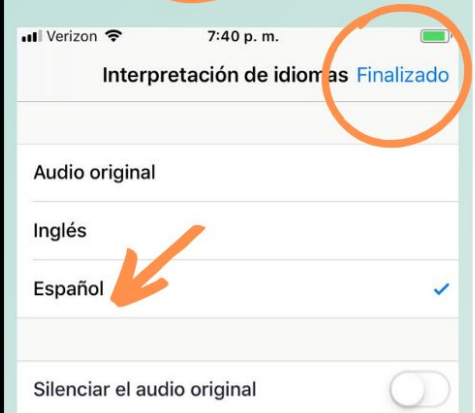 Verizon 7:40 p. m.
Interpretación de idiomas Finalizado
Audio original
Inglés
Español
Silenciar el audio original